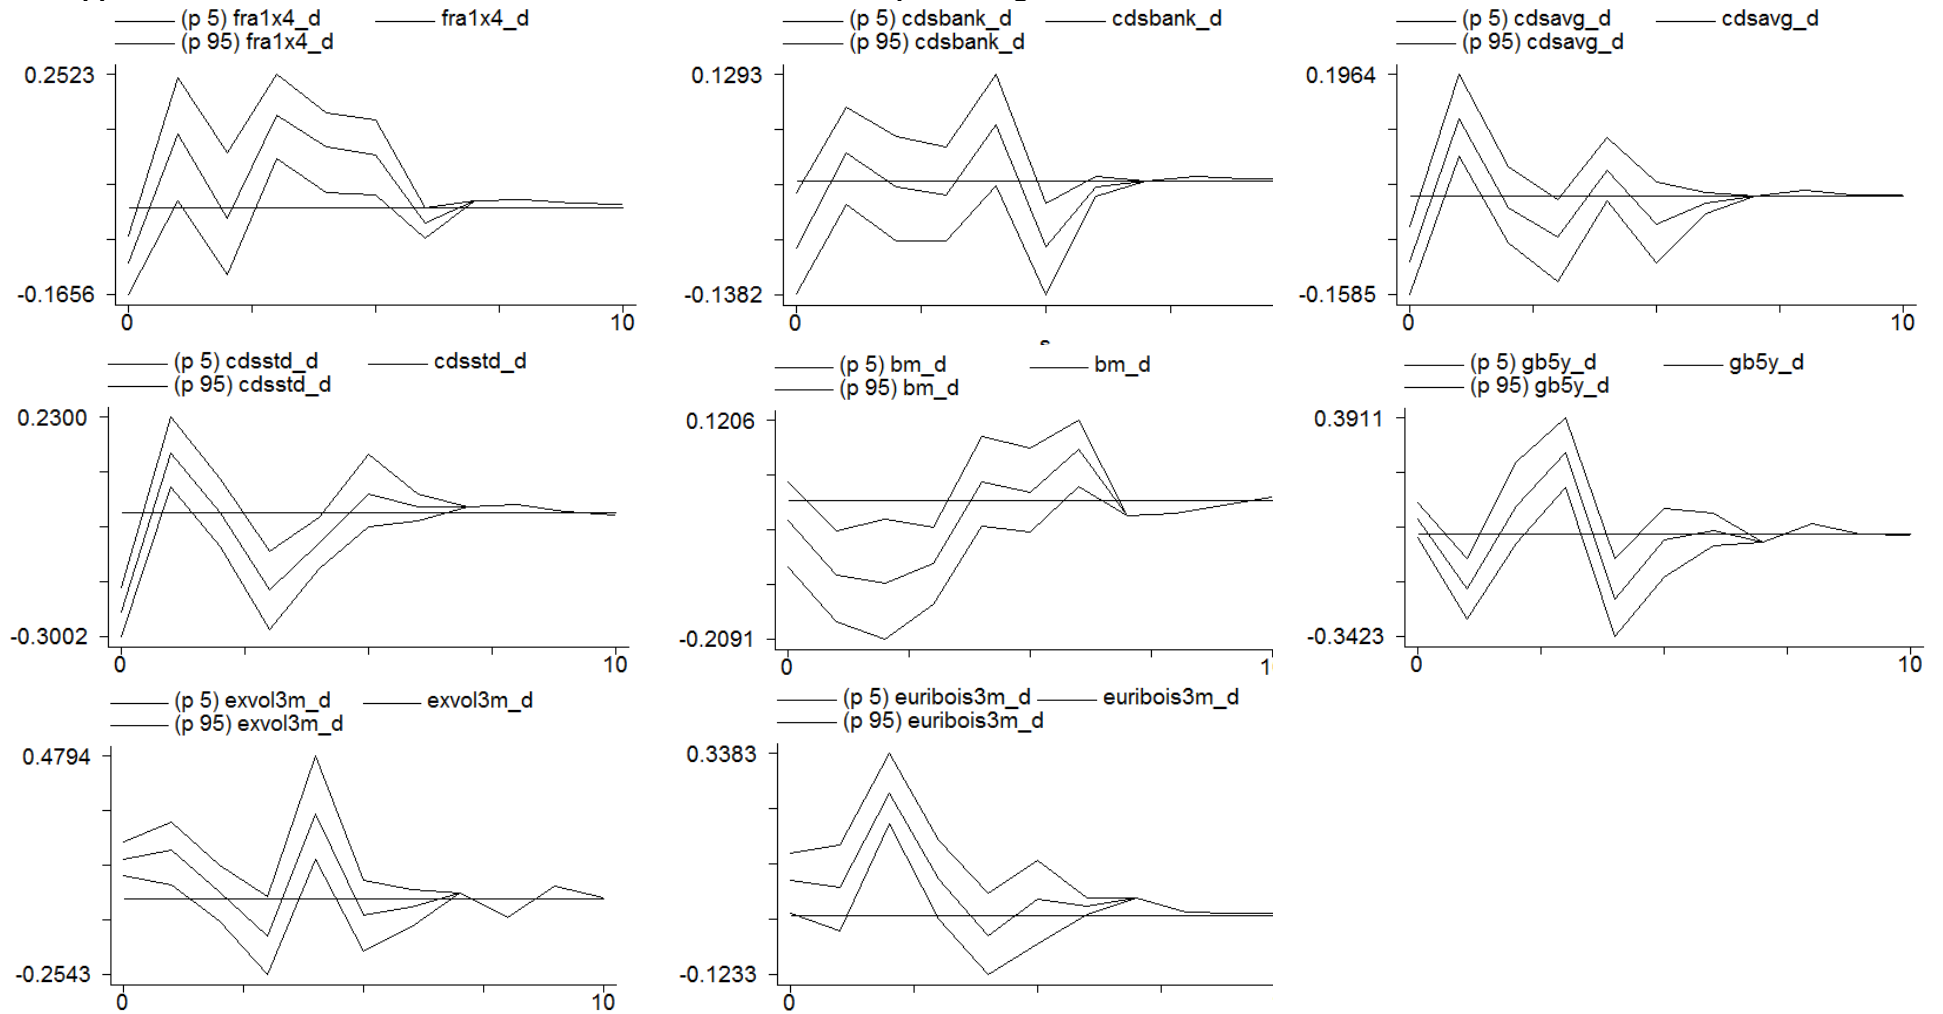 (p 5) fra1x4_d fra1x4_d
(p 95) fra1x4_d
0.2523
-0.1656
0 10
(p 5) cdsbank_d cdsbank_d
(p 95) cdsbank_d
0.1293
-0.1382
0
(p 5) cdsavg_d cdsavg_d
(p 95) cdsavg_d
0.1964
-0.1585
0 10
(p 5) cdsstd_d cdsstd_d
(p 95) cdsstd_d
0.2300
-0.3002
0 10
(p 5) bm_d bm_d
(p 95) bm_d
0.1206
-0.2091
0
(p 5) gb5y_d gb5y_d
(p 95) gb5y_d
0.3911
-0.3423
0 10
(p 5) exvol3m_d exvol3m_d
(p 95) exvol3m_d
0.4794
-0.2543
0 10
(p 5) euribois3m_d euribois3m_d
(p 95) euribois3m_d
0.3383
-0.1233
0